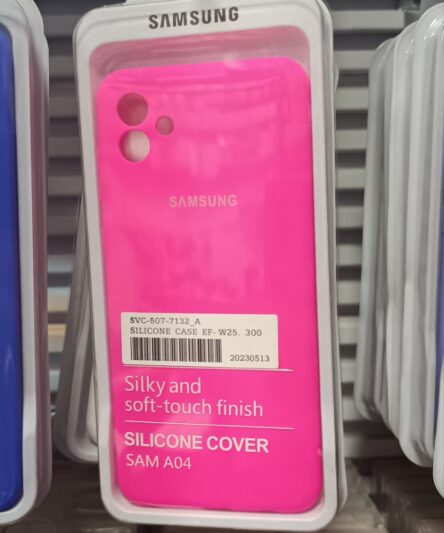 SAMSUNG
SAMSUNG
SVC-507-7132_A
SILICONE CASE EF-W25. 300
20230513
Silky and
soft-touch finish
SILICONE COVER
SAM A04